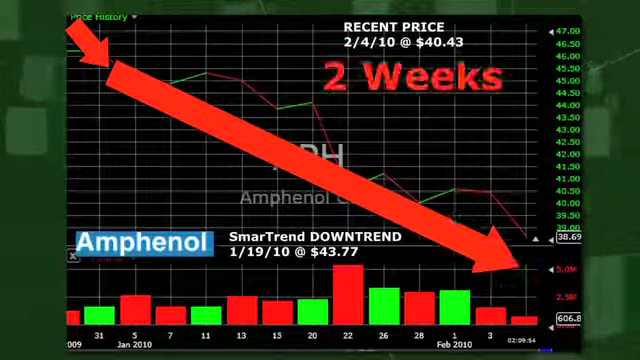 Price History
RECENT PRICE
2/4/10 @ $40.43
2 Weeks
47.00
46.50
46.00
45.50
45.00
44.50
44.00
43.50
43.00
42.50
42.00
41.50
41.00
40.50
40.00
39.50
39.00
38.69
APH
Amphenol
Amphenol
SmarTrend DOWNTREND
1/19/10 @ $43.77
5.0M
2.5M
606.8
31 5 7 11 13 15 20 22 26 28 1 3
2009 Jan 2010 Feb 2010
02:09:54